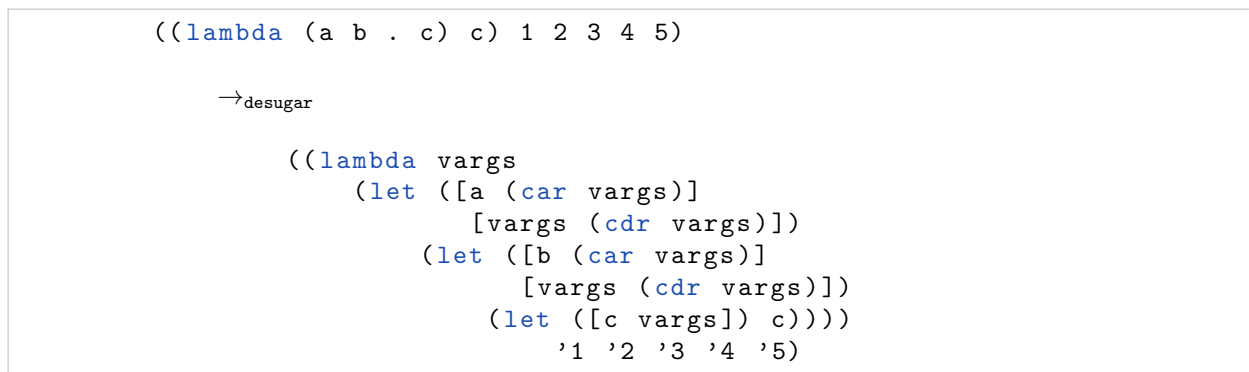 ((lambda (a b . c) c) 1 2 3 4 5)
→desugar
((lambda vargs
(let ([a (car vargs)]
[vargs (cdr vargs)])
(let ([b (car vargs)]
[vargs (cdr vargs)])
(let ([c vargs]) c))))
’1 ’2 ’3 ’4 ’5)